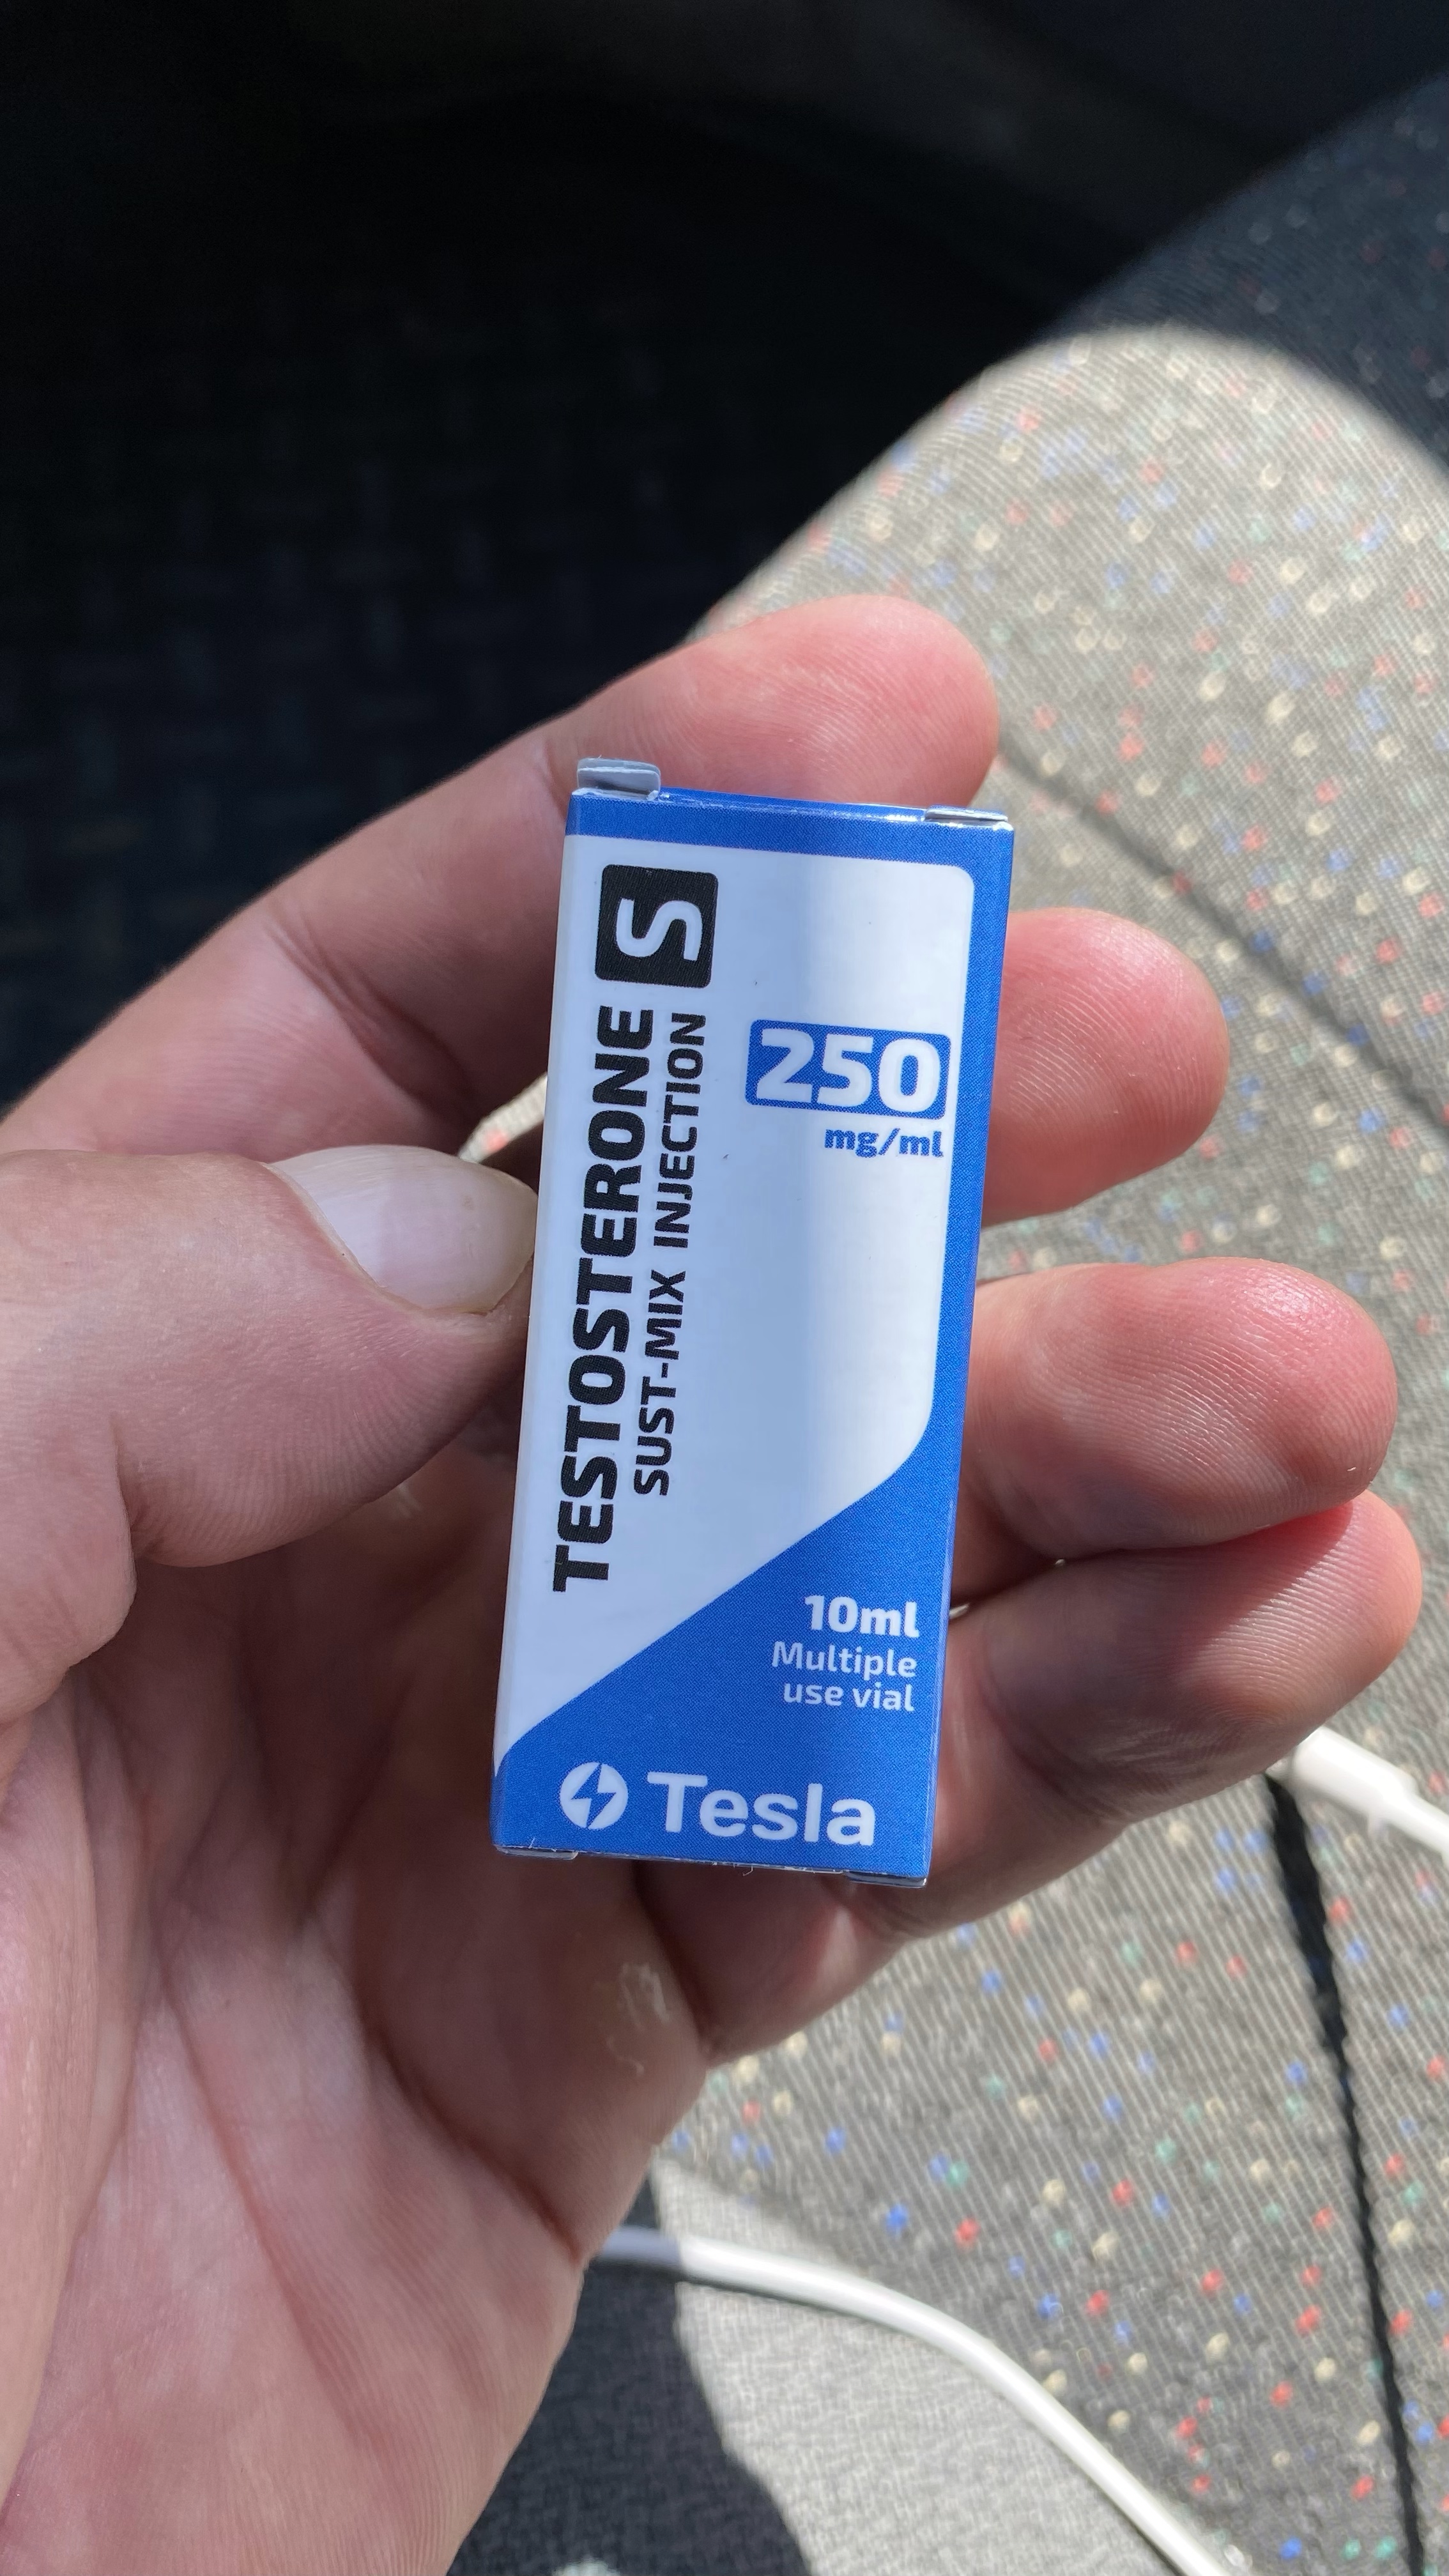 TESTOSTERONE S
SUST-MIX INJECTION
250
mg/ml
10ml
Multiple
use vial
Tesla